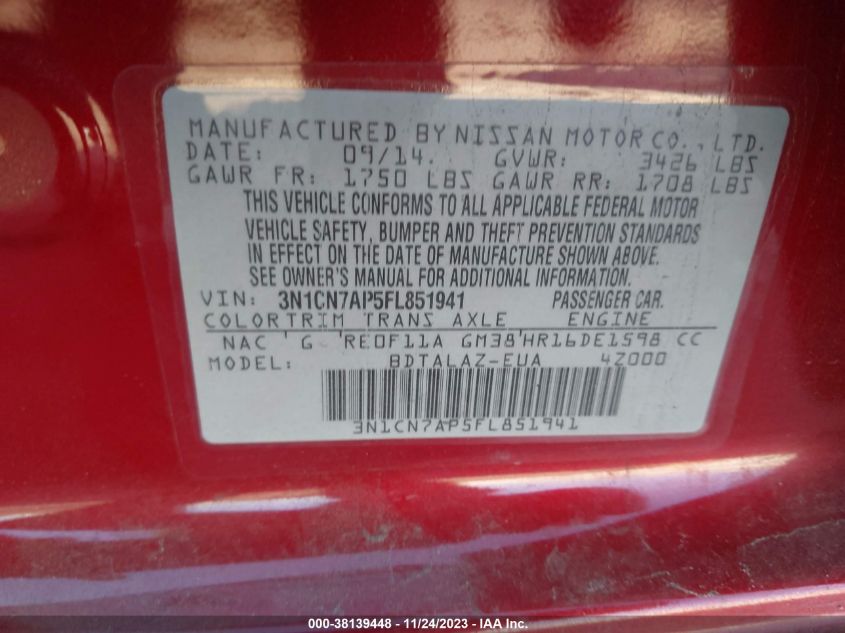 MANUFACTURED BY NISSAN MOTOR CO., LTD.
DATE: 09/14. GVWR: 3426 LBS
GAWR FR: 1750 LBS GAWR RR: 1708 LBS
THIS VEHICLE CONFORMS TO ALL APPLICABLE FEDERAL MOTOR
VEHICLE SAFETY, BUMPER AND THEFT PREVENTION STANDARDS
IN EFFECT ON THE DATE OF MANUFACTURE SHOWN ABOVE.
SEE OWNER'S MANUAL FOR ADDITIONAL INFORMATION.
VIN: 3N1CN7AP5FL851941 PASSENGER CAR.
COLOR TRIM TRANS AXLE ENGINE
NAC G RE0F11A GM38 HR16DE1598 CC
MODEL: BDTALAZ-EUA 4Z000
3N1CN7AP5FL851941
000-38139448 - 11/24/2023 - IAA Inc.